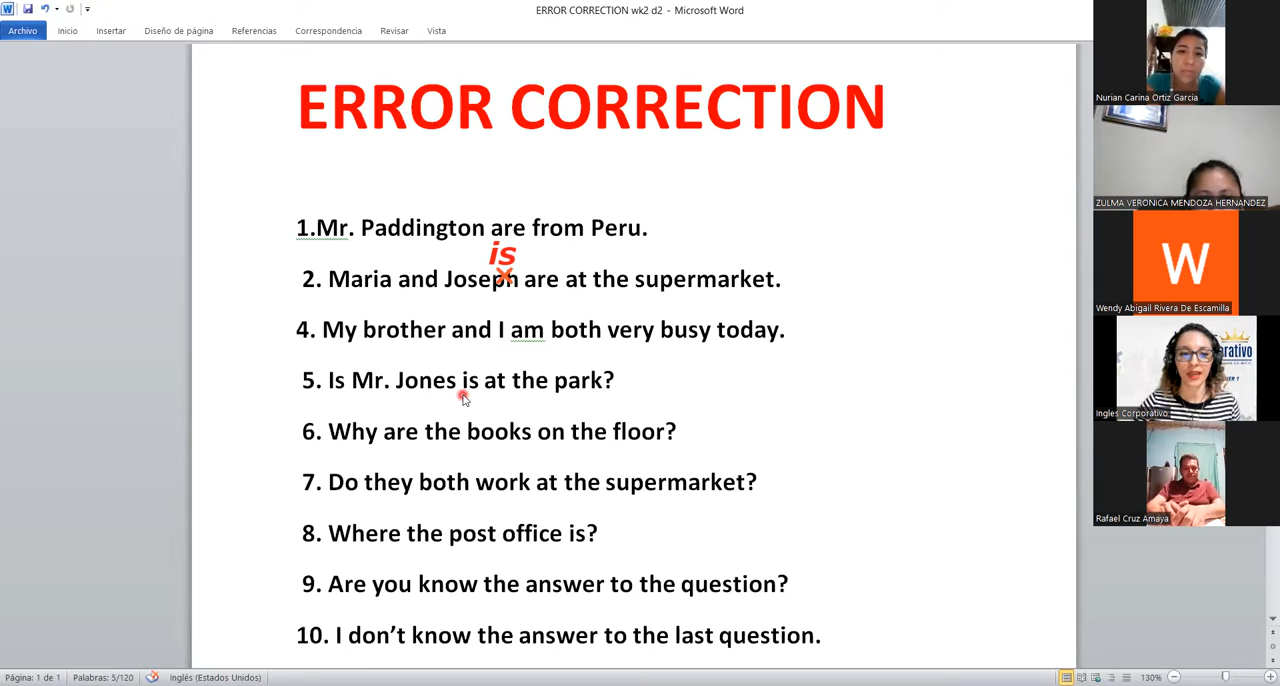 ERROR CORRECTION wk2 d2 - Microsoft Word
Archivo Inicio Insertar Diseño de página Referencias Correspondencia Revisar Vista
ERROR CORRECTION
1.Mr. Paddington are from Peru.
is
2. Maria and Joseph are at the supermarket.
4. My brother and I am both very busy today.
5. Is Mr. Jones is at the park?
6. Why are the books on the floor?
7. Do they both work at the supermarket?
8. Where the post office is?
9. Are you know the answer to the question?
10. I don't know the answer to the last question.
Página: 1 de 1 Palabras: 5/120 Inglés (Estados Unidos) 130%
Nurian Carina Ortiz Garcia
ZULMA VERONICA MENDOZA HERNANDEZ
W
Wendy Abigail Rivera De Escamilla
Ingles Corporativo
Rafael Cruz Amaya